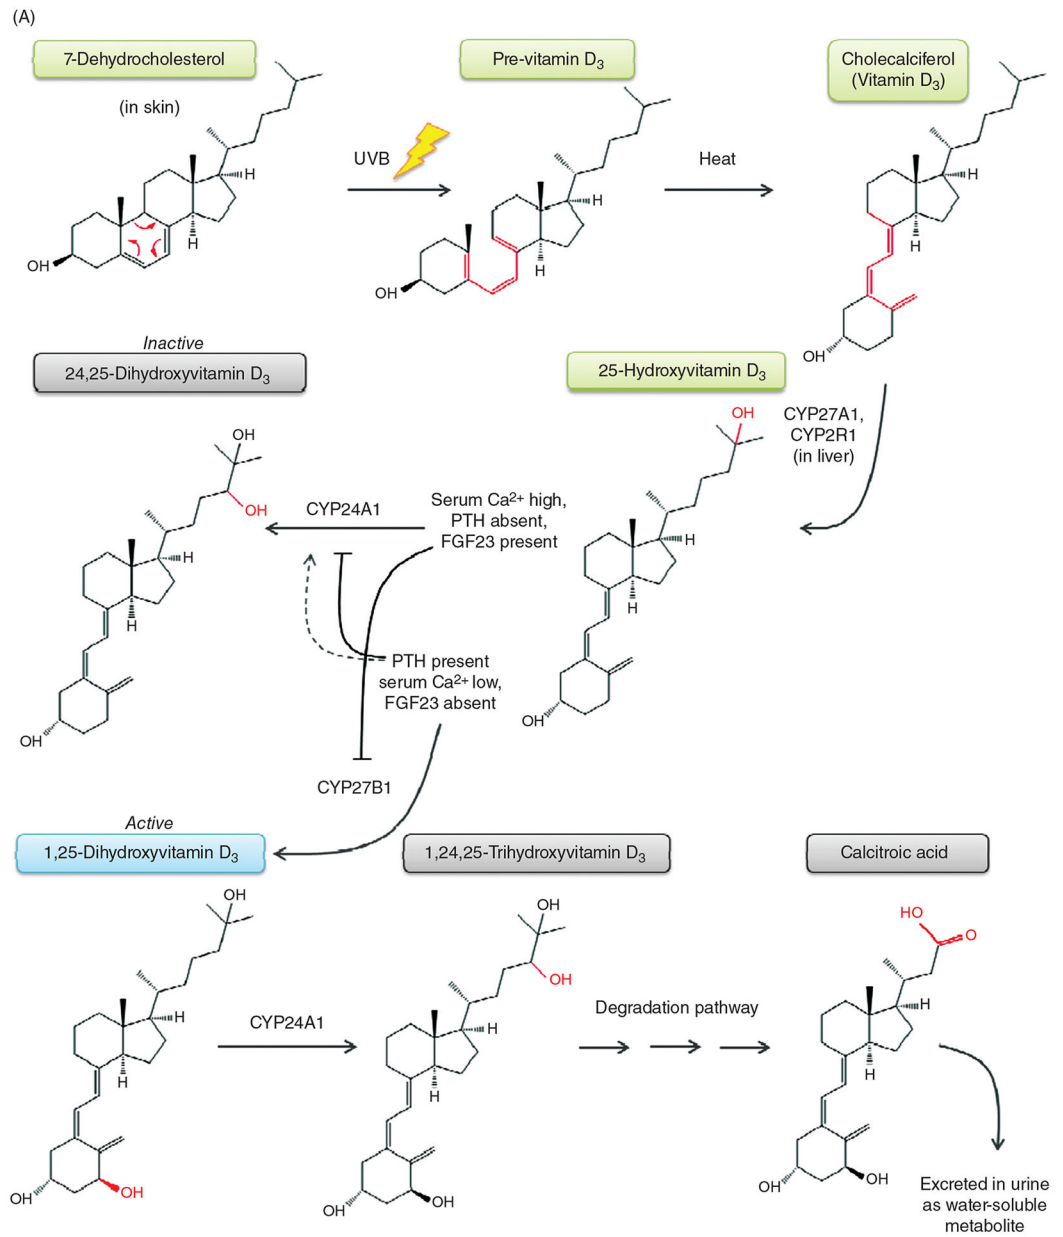 (A)
7-Dehydrocholesterol
(in skin)
H
H
OH
UVB
Pre-vitamin D3
H
H
OH
Heat
Cholecalciferol
(Vitamin D3)
H
H
OH
Inactive
24,25-Dihydroxyvitamin D3
OH
OH
H
H
OH
CYP24A1
Serum Ca2+ high,
PTH absent,
FGF23 present
PTH present
serum Ca2+ low,
FGF23 absent
CYP27B1
25-Hydroxyvitamin D3
OH
H
H
OH
CYP27A1,
CYP2R1
(in liver)
Active
1,25-Dihydroxyvitamin D3
OH
H
H
OH
OH
CYP24A1
1,24,25-Trihydroxyvitamin D3
OH
OH
H
H
OH
OH
Degradation pathway
Calcitroic acid
HO
O
H
H
OH
OH
Excreted in urine
as water-soluble
metabolite